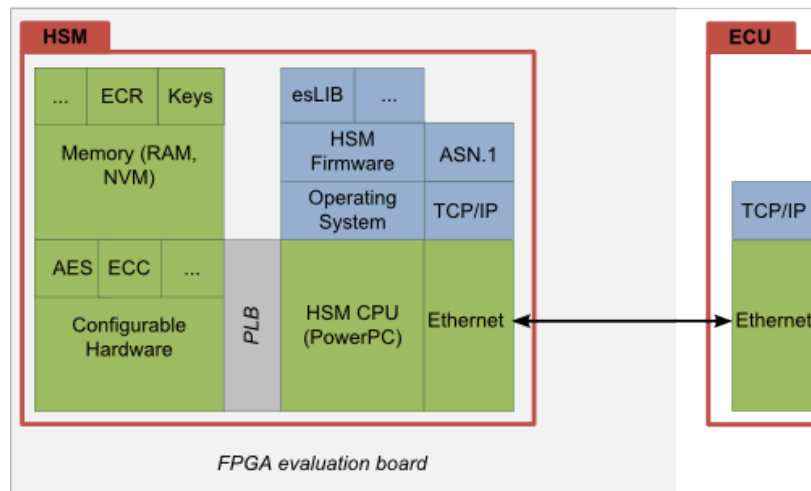 HSM
ECU
... ECR Keys
esLIB ...
Memory (RAM,
NVM)
HSM
Firmware
ASN.1
Operating
System
TCP/IP
TCP/IP
AES ECC ...
Configurable
Hardware
PLB
HSM CPU
(PowerPC)
Ethernet
Ethernet
FPGA evaluation board